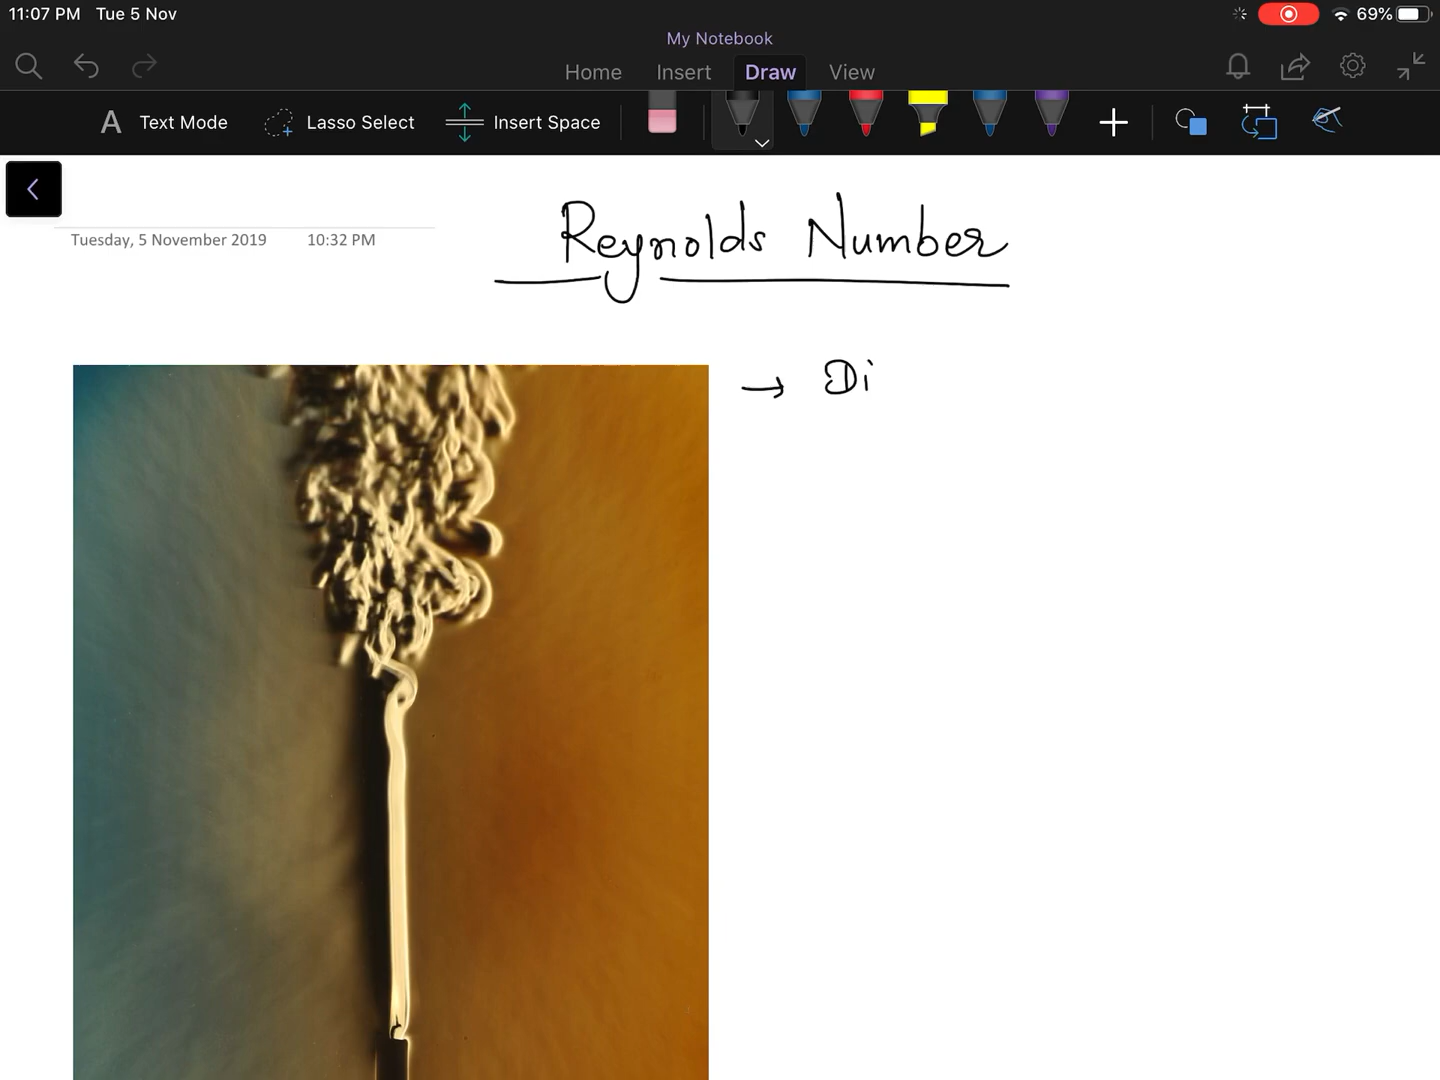 11:07 PM Tue 5 Nov 69%
My Notebook
Home Insert Draw View
A Text Mode Lasso Select Insert Space
Reynolds Number
Tuesday, 5 November 2019 10:32 PM
→ Di